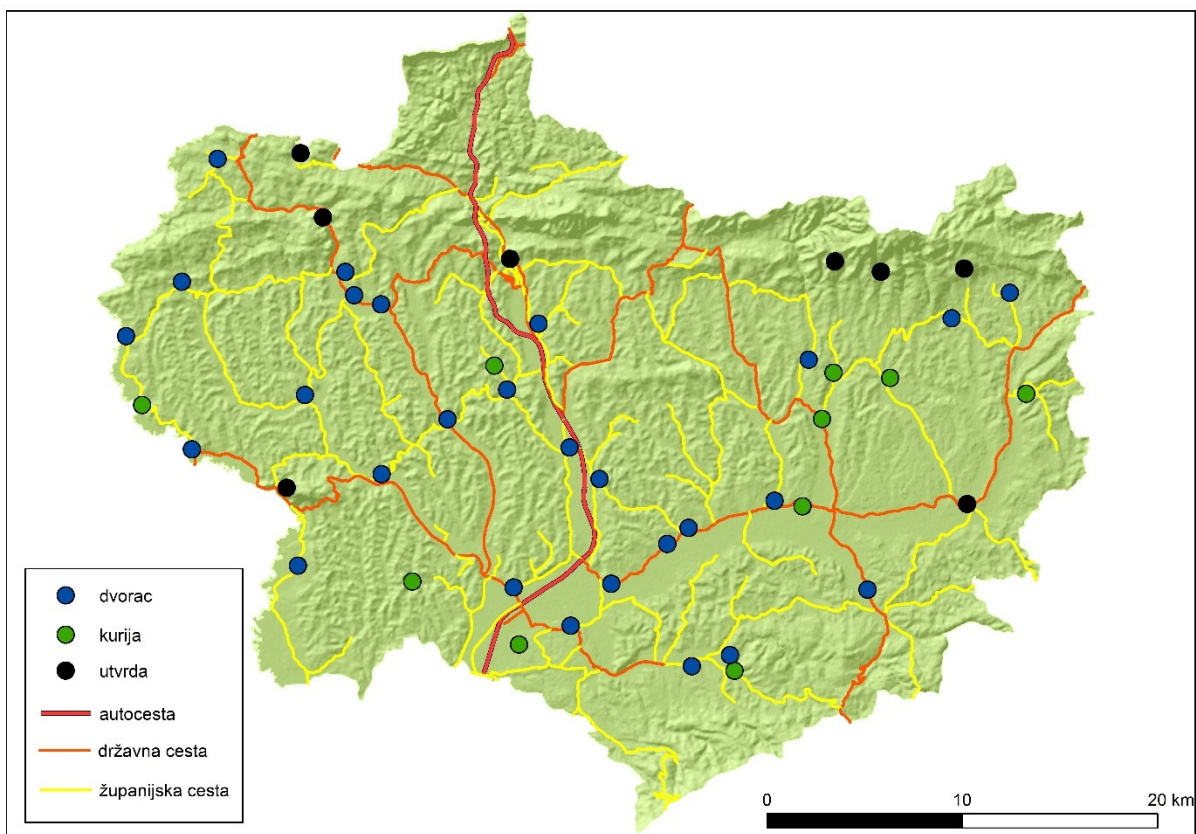 dvorac
kurija
utvrda
autocesta
državna cesta
županijska cesta
0 10 20 km